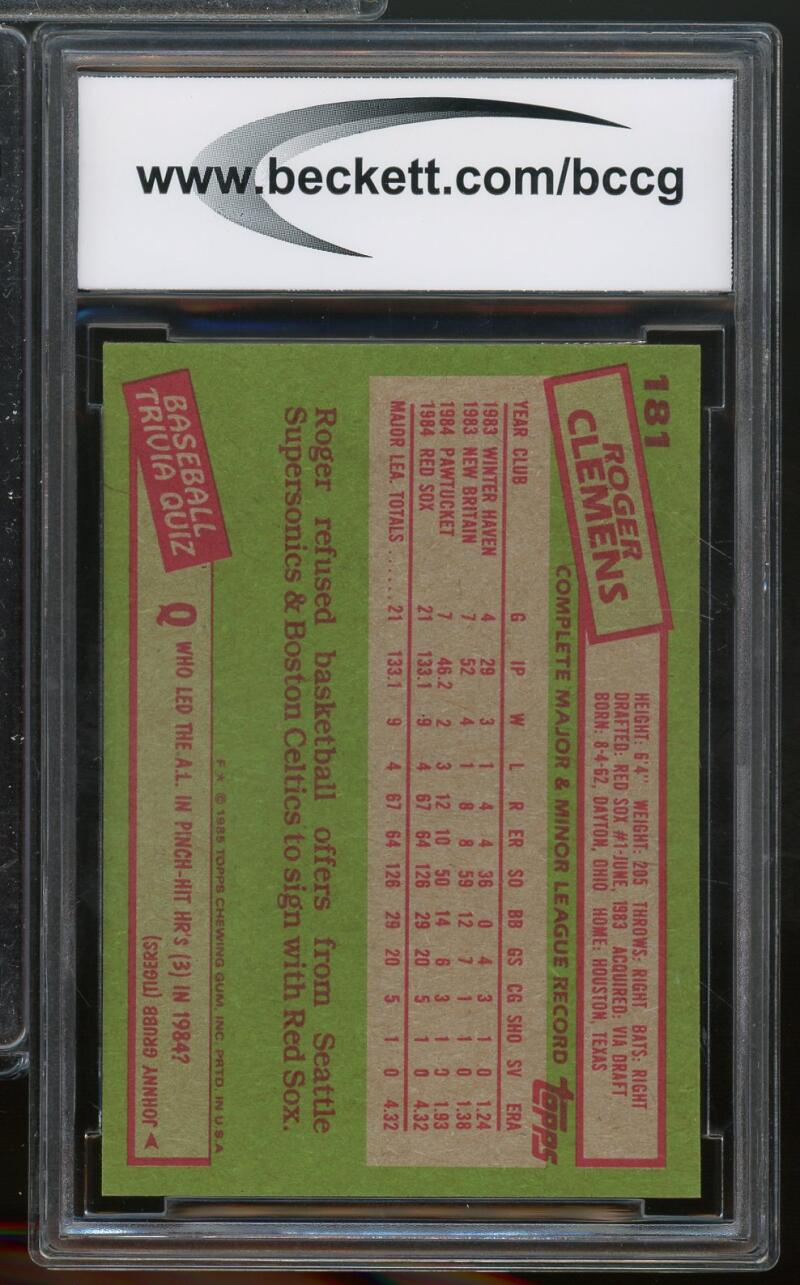 www.beckett.com/bccg
181
ROGER
CLEMENS
HEIGHT: 6'4" WEIGHT: 205 THROWS: RIGHT BATS: RIGHT
DRAFTED: RED SOX #1-JUNE, 1983 ACQUIRED: VIA DRAFT
BORN: 8-4-62, DAYTON, OHIO HOME: HOUSTON, TEXAS
COMPLETE MAJOR & MINOR LEAGUE RECORD topps
YEAR CLUB G IP W L R ER SO BB GS CG SHO SV ERA
1983 WINTER HAVEN 4 29 3 1 4 4 36 0 4 3 1 0 1.24
1983 NEW BRITAIN 7 52 4 1 8 8 59 12 7 1 1 0 1.38
1984 PAWTUCKET 7 46.2 2 3 12 10 50 14 6 3 1 0 1.93
1984 RED SOX 21 133.1 9 4 67 64 126 29 20 5 1 0 4.32
MAJOR LEA. TOTALS ...... 21 133.1 9 4 67 64 126 29 20 5 1 0 4.32
Roger refused basketball offers from Seattle
Supersonics & Boston Celtics to sign with Red Sox.
F* © 1985 TOPPS CHEWING GUM, INC. PRTD. IN U.S.A
BASEBALL
TRIVIA QUIZ
Q WHO LED THE A.L. IN PINCH-HIT HR'S (3) IN 1984?
JOHNNY GRUBB (TIGERS) A